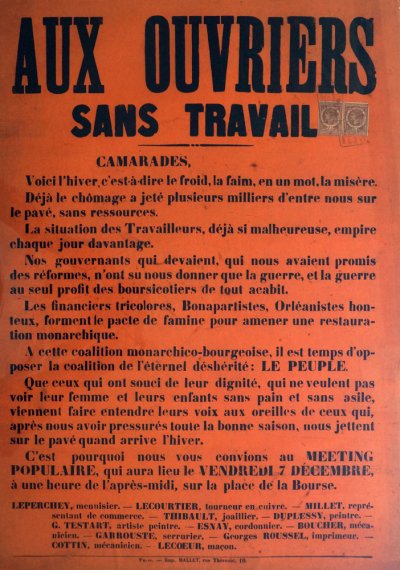 AUX OUVRIERS
SANS TRAVAIL
CAMARADES,
Voici l'hiver, c'est-à-dire le froid, la faim, en un mot, la misère.
Déjà le chômage a jeté plusieurs milliers d'entre nous sur
le pavé, sans ressources.
La situation des Travailleurs, déjà si malheureuse, empire
chaque jour davantage.
Nos gouvernants qui devaient, qui nous avaient promis
des réformes, n'ont su nous donner que la guerre, et la guerre
au seul profit des boursicotiers de tout acabit.
Les financiers tricolores, Bonapartistes, Orléanistes hon-
teux, forment le pacte de famine pour amener une restaura-
tion monarchique.
A cette coalition monarchico-bourgeoise, il est temps d'op-
poser la coalition de l'éternel déshérité: LE PEUPLE.
Que ceux qui ont souci de leur dignité, qui ne veulent pas
voir leur femme et leurs enfants sans pain et sans asile,
viennent faire entendre leurs voix aux oreilles de ceux qui,
après nous avoir pressurés toute la bonne saison, nous jettent
sur le pavé quand arrive l'hiver.
C'est pourquoi nous vous convions au MEETING
POPULAIRE, qui aura lieu le VENDREDI 7 DÉCEMBRE,
à une heure de l'après-midi, sur la place de la Bourse.
LEPERCHEY, menuisier. — LECOURTIER, tourneur en cuivre. — MILLET, repré-
sentant de commerce. — THIBAULT, joaillier. — DUPLESSY, peintre. —
G. TESTART, artiste peintre. — ESNAY, cordonnier. — BOUCHER, méca-
nicien. — GARROUSTE, serrurier. — Georges ROUSSEL, imprimeur. —
COTTIN, mécanicien. — LECOEUR, maçon.
Imp. MALLET, rue Thévenot, 16.